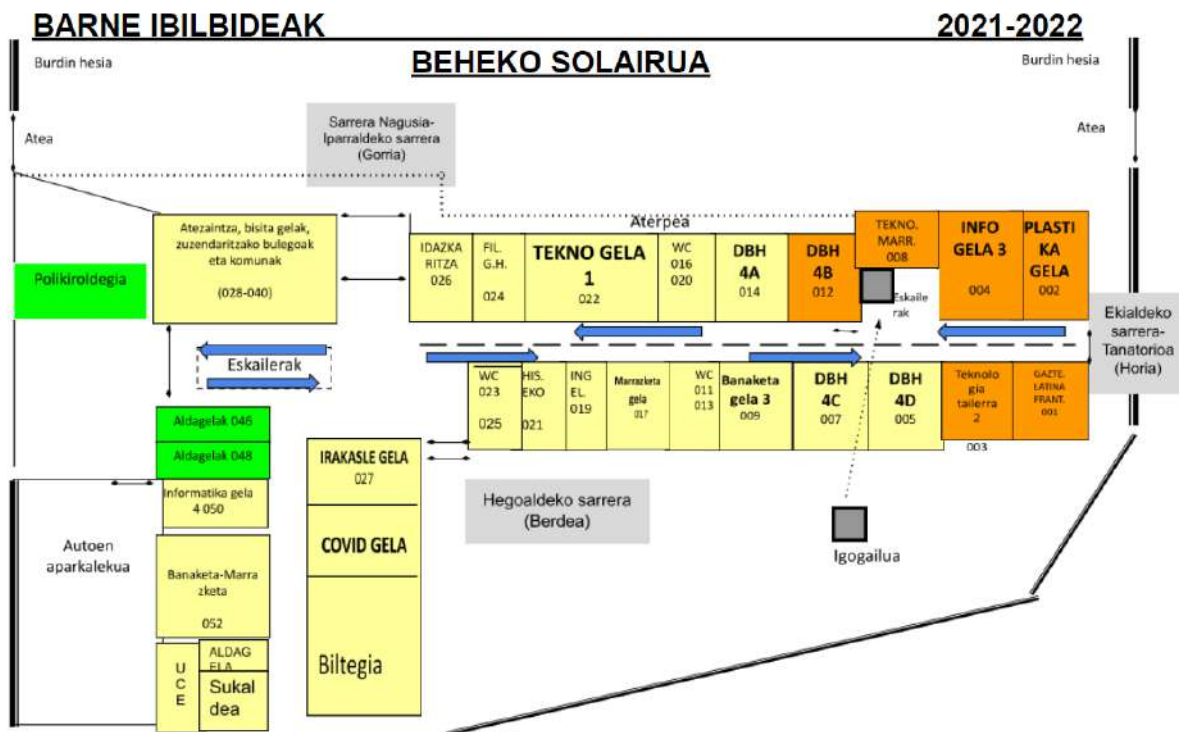 BARNE IBILBIDEAK
2021-2022
Burdin hesia
BEHEKO SOLAIRUA
Burdin hesia
Atea
Sarrera Nagusia-
Iparraldeko sarrera
(Gorria)
Atea
Polikiroldegia
Atezaintza, bisita gelak,
zuzendaritzako bulegoak
eta komunak
(028-040)
Aterpea
IDAZKA
RITZA
026
FIL.
G.H.
024
TEKNO GELA
1
022
WC
016
020
DBH
4A
014
DBH
4B
012
TEKNO.
MARR.
008
Eskaile
rak
INFO
GELA 3
004
PLASTI
KA
GELA
002
Ekialdeko
sarrera-
Tanatorioa
(Horia)
Eskailerak
WC
023
025
HIS.
EKO
021
ING
EL.
019
Marrazketa
gela
017
WC
011
013
Banaketa
gela 3
009
DBH
4C
007
DBH
4D
005
Teknolo
gia
tailerra
2
003
GAZTE.
LATINA
FRANT.
001
Aldagelak 046
Aldagelak 048
Informatika gela
4 050
Autoen
aparkalekua
Banaketa-Marra
zketa
052
U
C
E
ALDAG
ELA
Sukal
dea
IRAKASLE GELA
027
COVID GELA
Biltegia
Hegoaldeko sarrera
(Berdea)
Igogailua